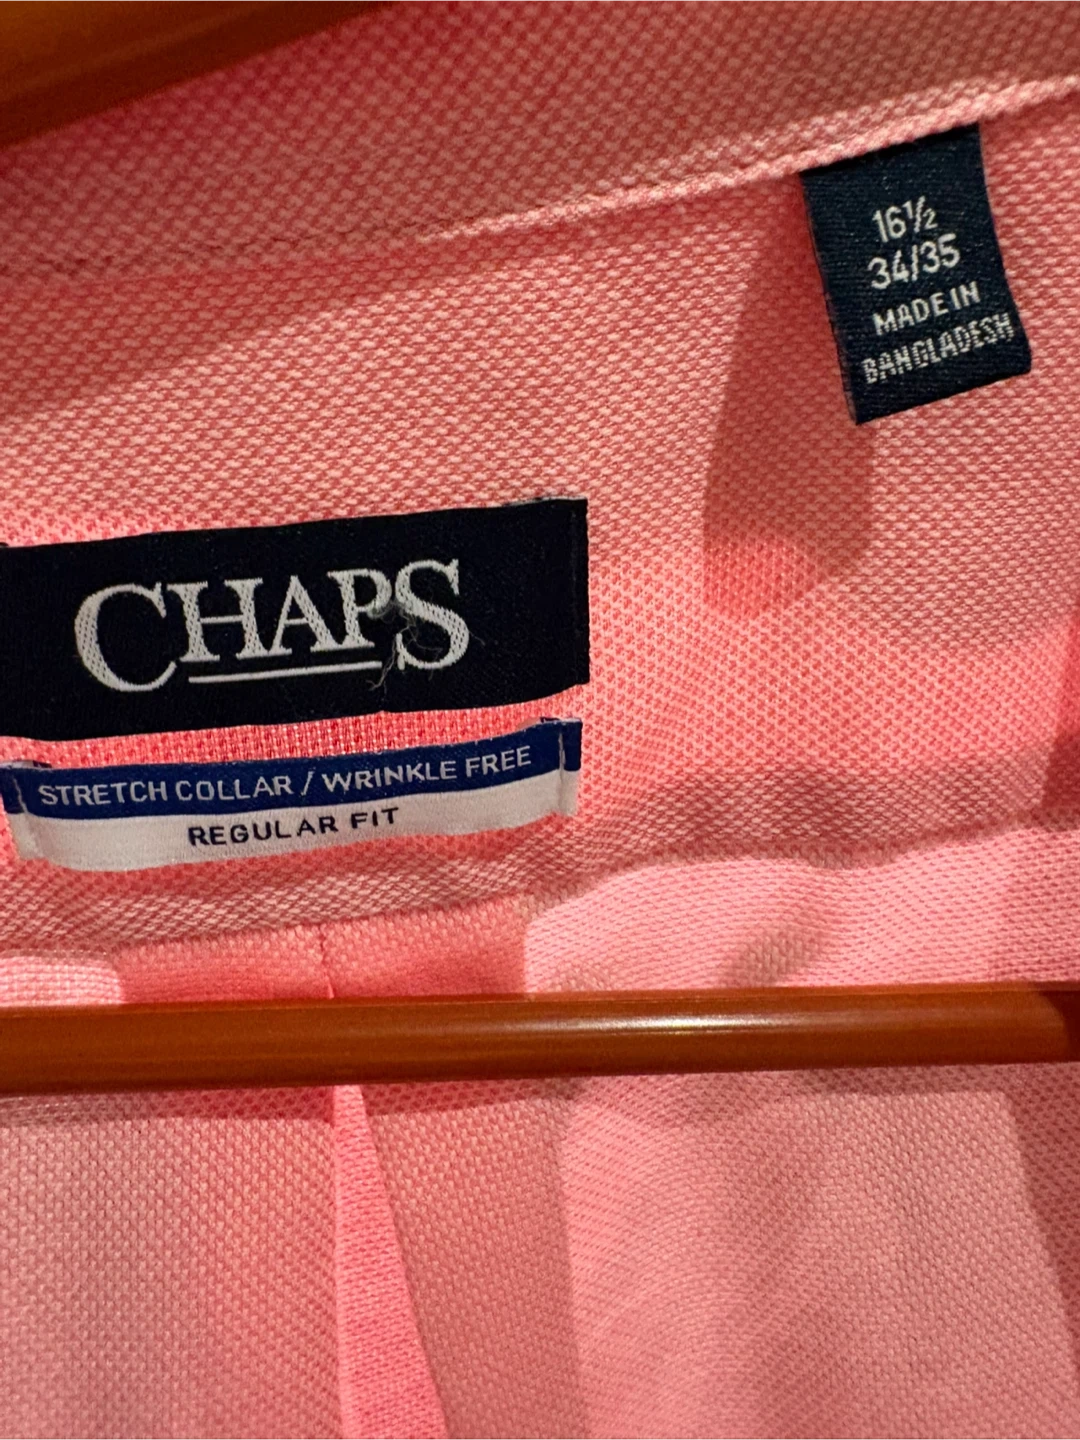 16½
34/35
MADE IN
BANGLADESH
CHAPS
STRETCH COLLAR / WRINKLE FREE
REGULAR FIT